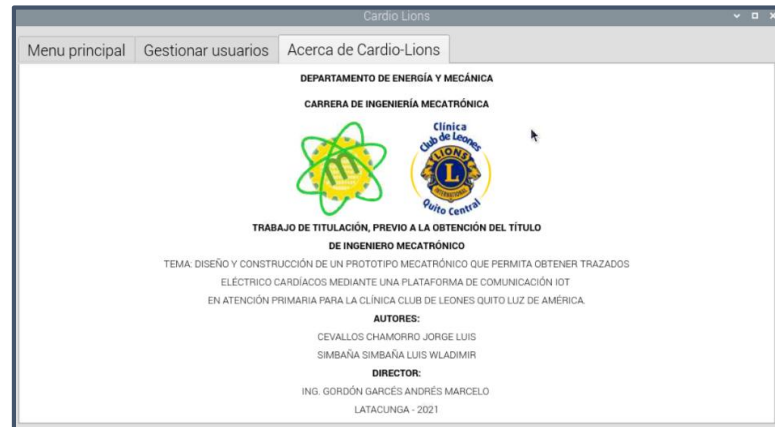 Cardio Lions
Menu principal
Gestionar usuarios
Acerca de Cardio-Lions
DEPARTAMENTO DE ENERGÍA Y MECÁNICA
CARRERA DE INGENIERÍA MECATRÓNICA
m
Clínica
Club de Leones
LIONS
L
INTERNATIONAL
Quito Central
TRABAJO DE TITULACIÓN, PREVIO A LA OBTENCIÓN DEL TÍTULO
DE INGENIERO MECATRÓNICO
TEMA: DISEÑO Y CONSTRUCCIÓN DE UN PROTOTIPO MECATRÓNICO QUE PERMITA OBTENER TRAZADOS
ELÉCTRICO CARDÍACOS MEDIANTE UNA PLATAFORMA DE COMUNICACIÓN IOT
EN ATENCIÓN PRIMARIA PARA LA CLÍNICA CLUB DE LEONES QUITO LUZ DE AMÉRICA.
AUTORES:
CEVALLOS CHAMORRO JORGE LUIS
SIMBAÑA SIMBAÑA LUIS WLADIMIR
DIRECTOR:
ING. GORDÓN GARCÉS ANDRÉS MARCELO
LATACUNGA - 2021